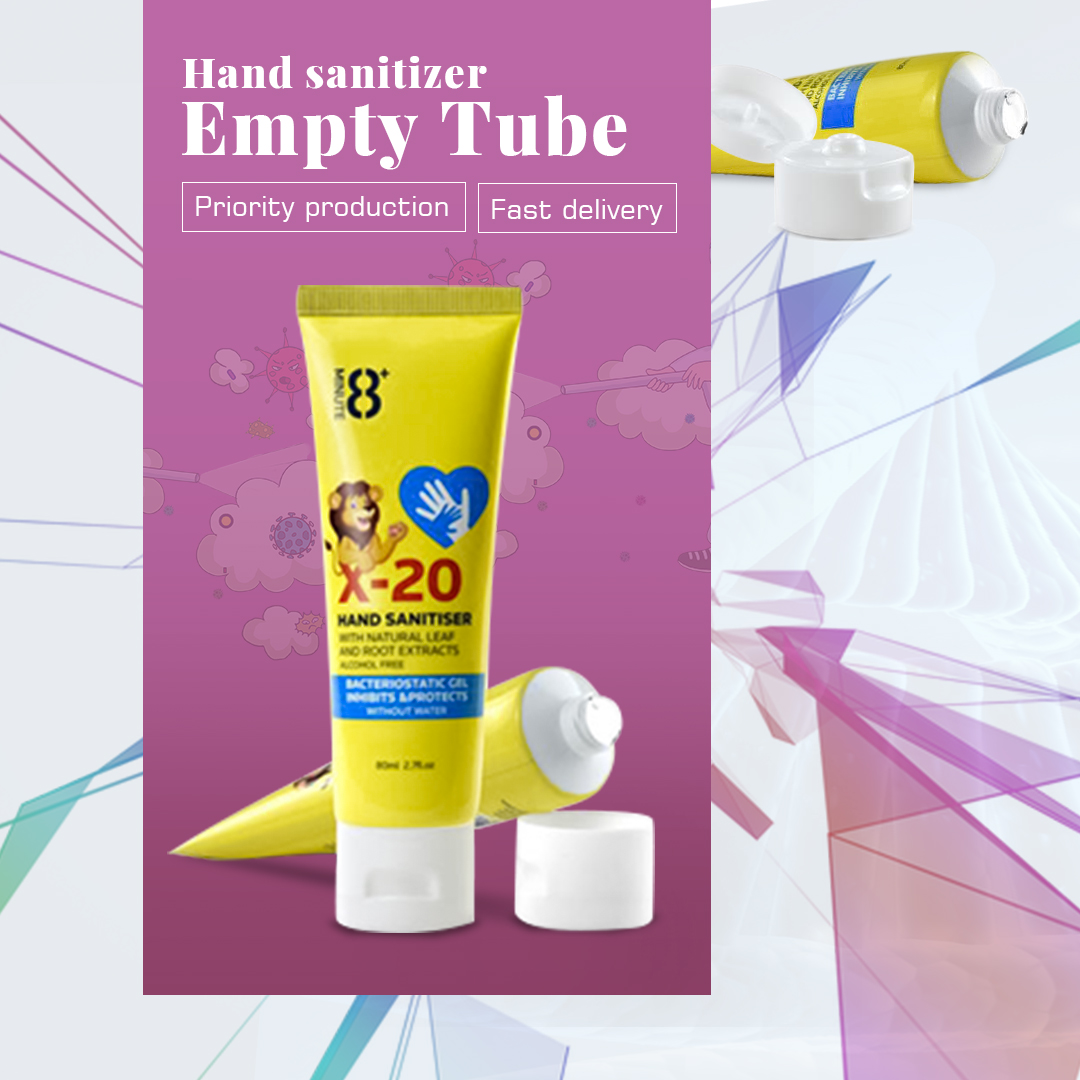 Hand sanitizer
Empty Tube
Priority production
Fast delivery
8+
MINUTE
X-20
HAND SANITISER
WITH NATURAL LEAF
AND ROOT EXTRACTS
ALCOHOL FREE
BACTERIOSTATIC GEL
INHIBITS &PROTECTS
WITHOUT WATER
80ml 2.7fl.oz